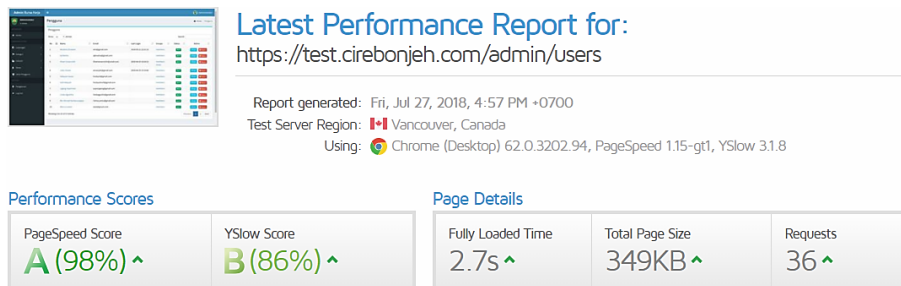 Latest Performance Report for:
https://test.cirebonjeh.com/admin/users
Report generated: Fri, Jul 27, 2018, 4:57 PM +0700
Test Server Region: Vancouver, Canada
Using: Chrome (Desktop) 62.0.3202.94, PageSpeed 1.15-gt1, YSlow 3.1.8
Performance Scores
PageSpeed Score
A (98%)
YSlow Score
B (86%)
Page Details
Fully Loaded Time
2.7s
Total Page Size
349KB
Requests
36